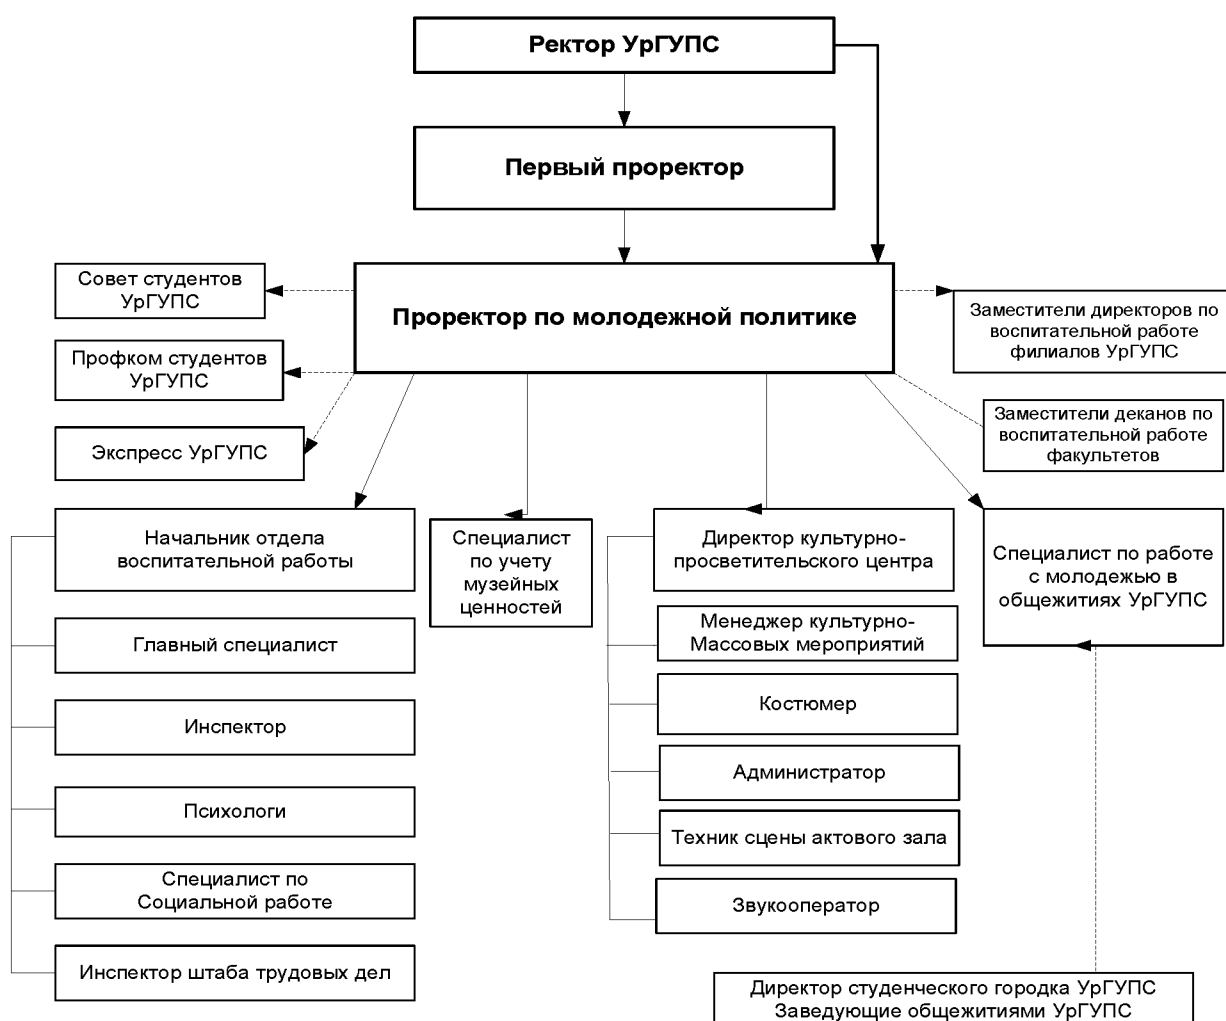 Ректор УрГУПС
Первый проректор
Совет студентов
УрГУПС
Проректор по молодежной политике
Заместители директоров по
воспитательной работе
филиалов УрГУПС
Профком студентов
УрГУПС
Заместители деканов по
воспитательной работе
факультетов
Экспресс УрГУПС
Начальник отдела
воспитательной работы
Главный специалист
Инспектор
Психологи
Специалист по
Социальной работе
Инспектор штаба трудовых дел
Специалист
по учету
музейных
ценностей
Директор культурно-
просветительского центра
Менеджер культурно-
Массовых мероприятий
Костюмер
Администратор
Техник сцены актового зала
Звукооператор
Специалист по работе
с молодежью в
общежитиях УрГУПС
Директор студенческого городка УрГУПС
Заведующие общежитиями УрГУПС